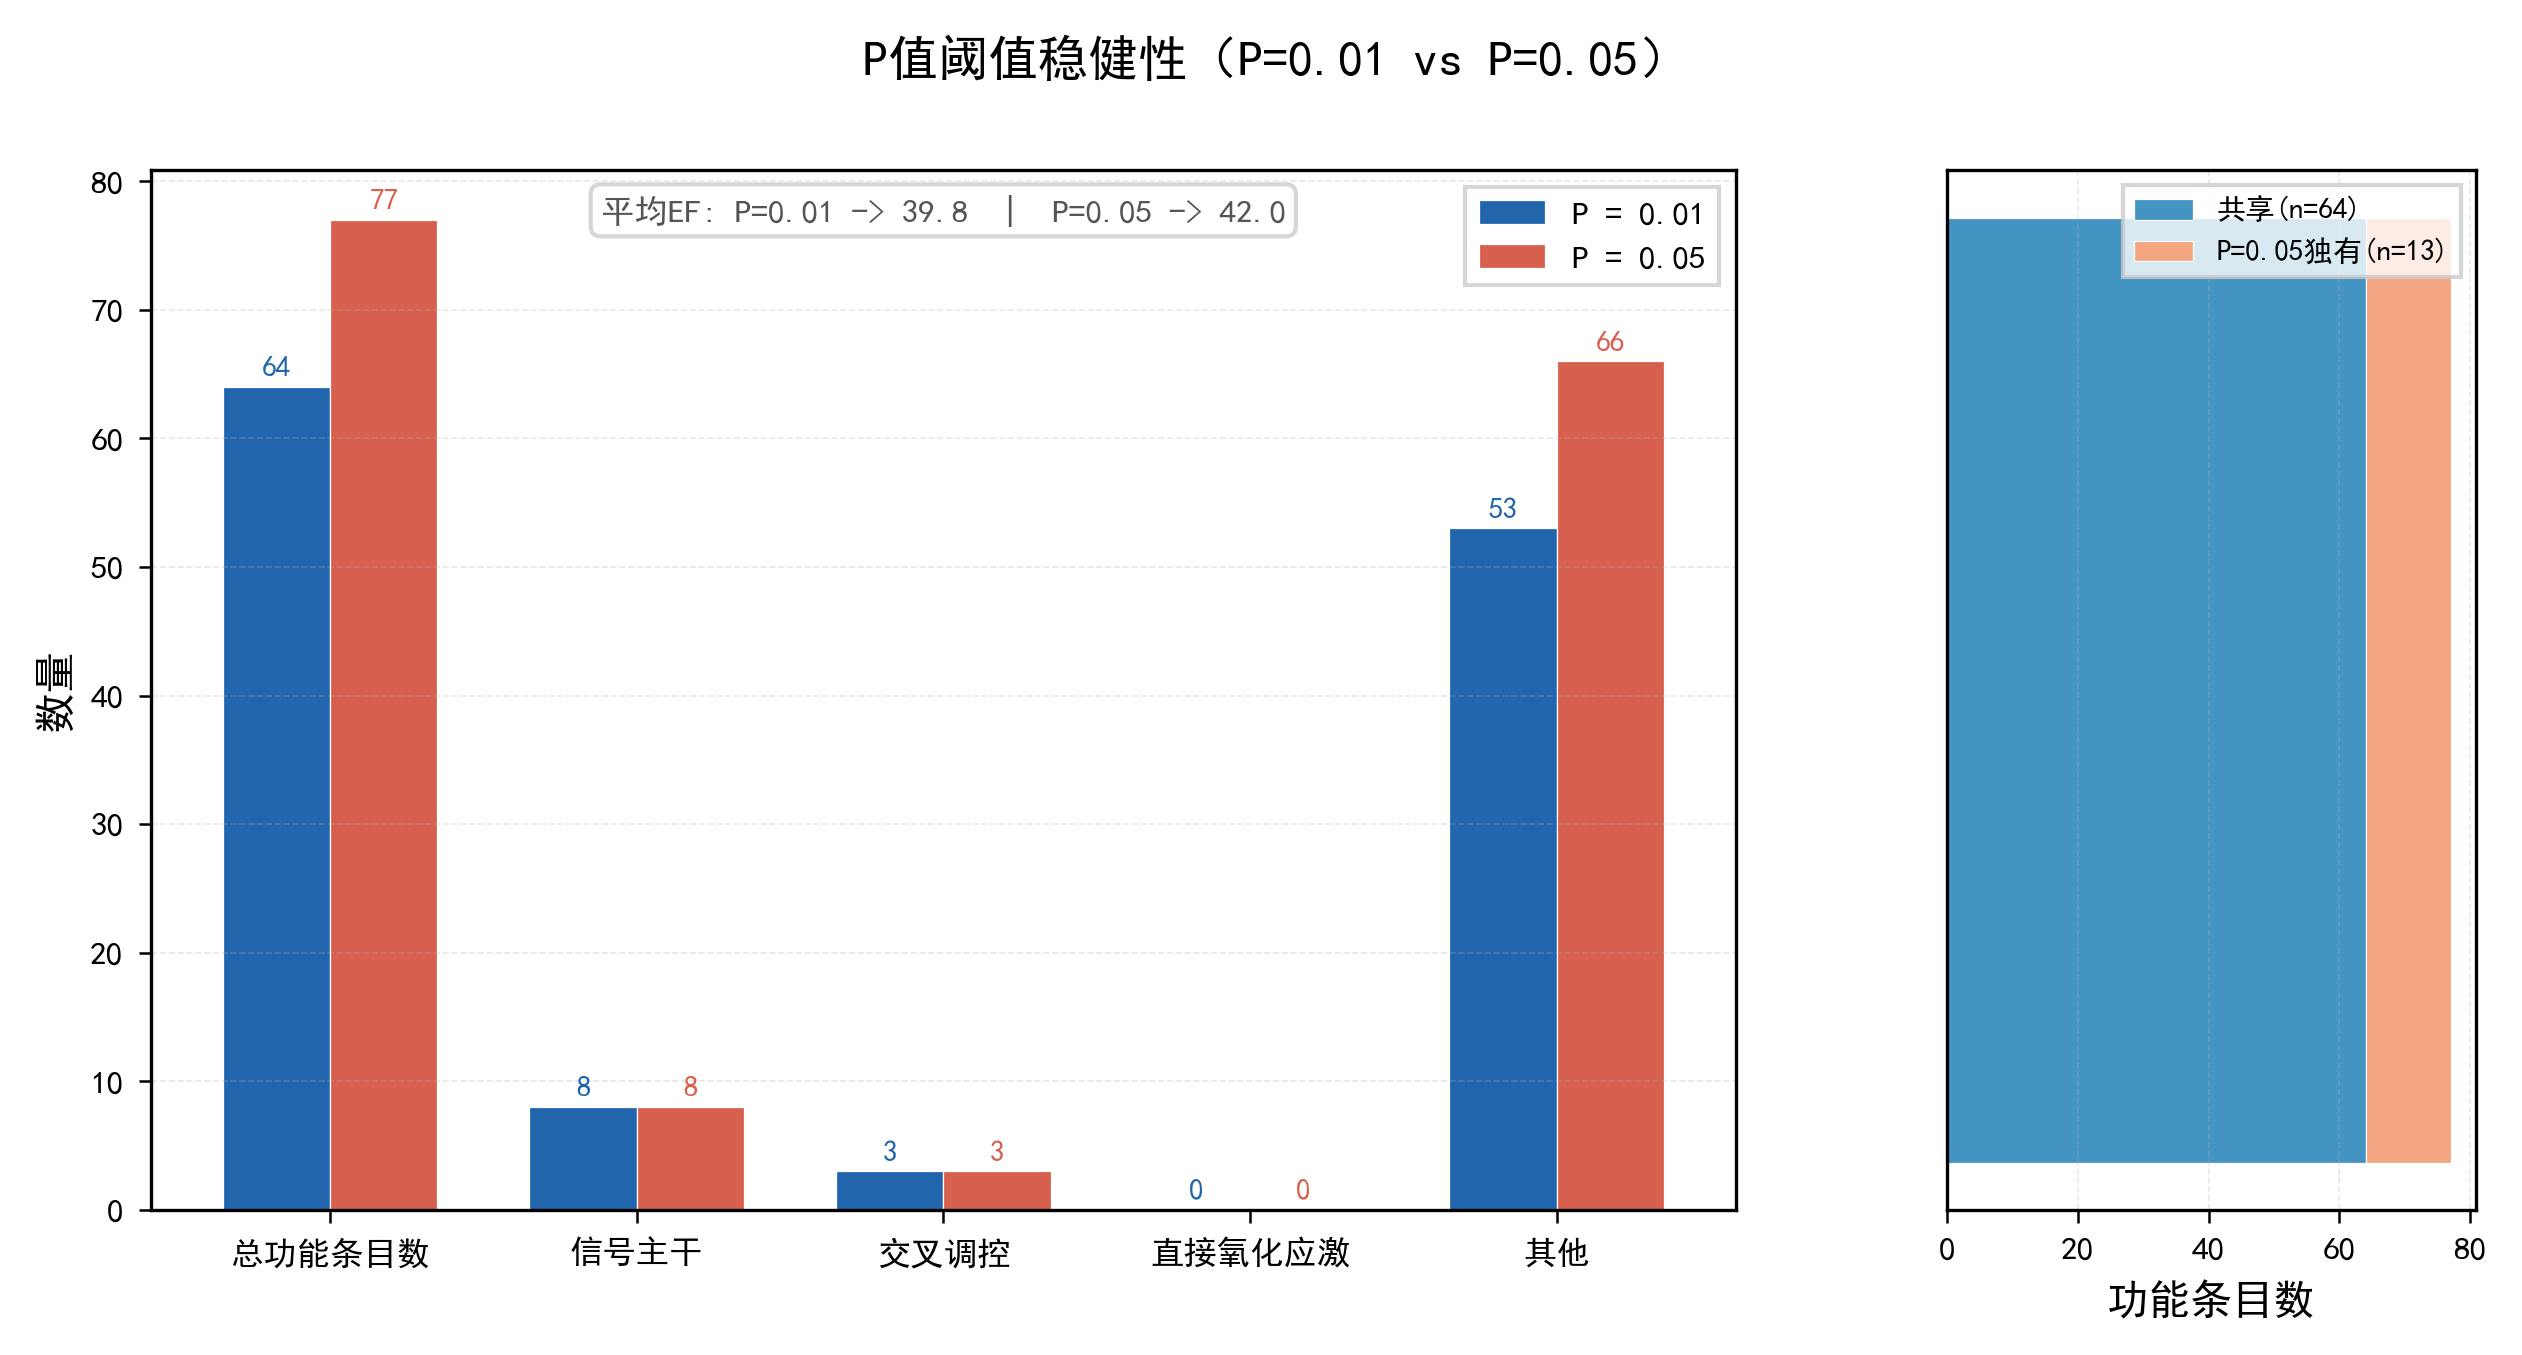 P值阈值稳健性（P=0.01 vs P=0.05）
平均EF: P=0.01 -> 39.8 | P=0.05 -> 42.0
P = 0.01
P = 0.05
数量
80
70
60
50
40
30
20
10
0
64
77
8
8
3
3
0
0
53
66
总功能条目数
信号主干
交叉调控
直接氧化应激
其他
共享(n=64)
P=0.05独有(n=13)
0
20
40
60
80
功能条目数